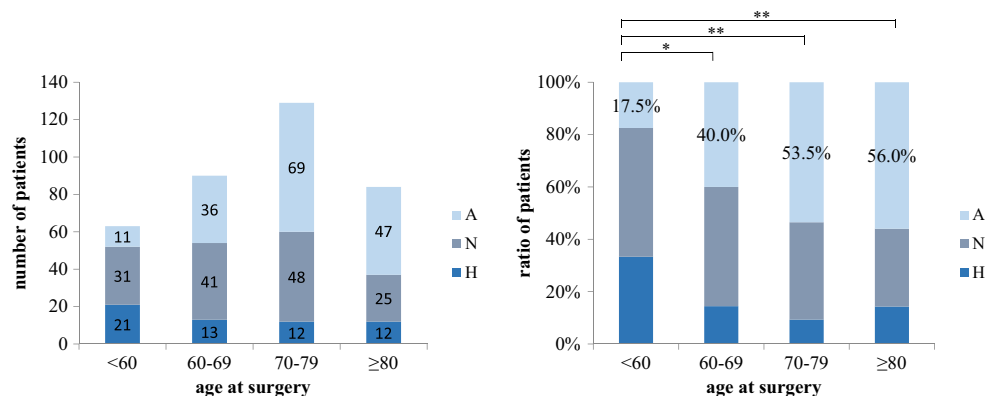 number of patients
140
120
100
80
60
40
20
0
11
31
21
36
41
13
69
48
12
47
25
12
<60 60-69 70-79 ≥80
age at surgery
A
N
H
**
**
*
ratio of patients
100%
80%
60%
40%
20%
0%
17.5%
40.0%
53.5%
56.0%
<60 60-69 70-79 ≥80
age at surgery
A
N
H